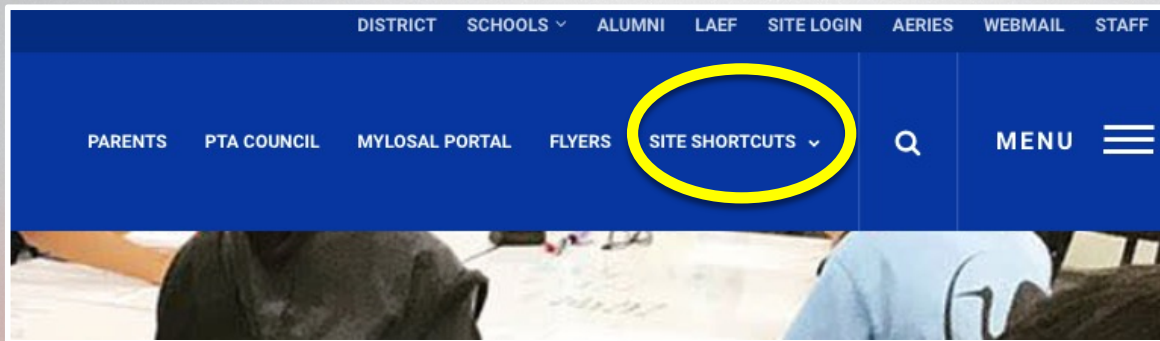 DISTRICT SCHOOLS ALUMNI LAEF SITE LOGIN AERIES WEBMAIL STAFF
PARENTS PTA COUNCIL MYLOSAL PORTAL FLYERS SITE SHORTCUTS MENU